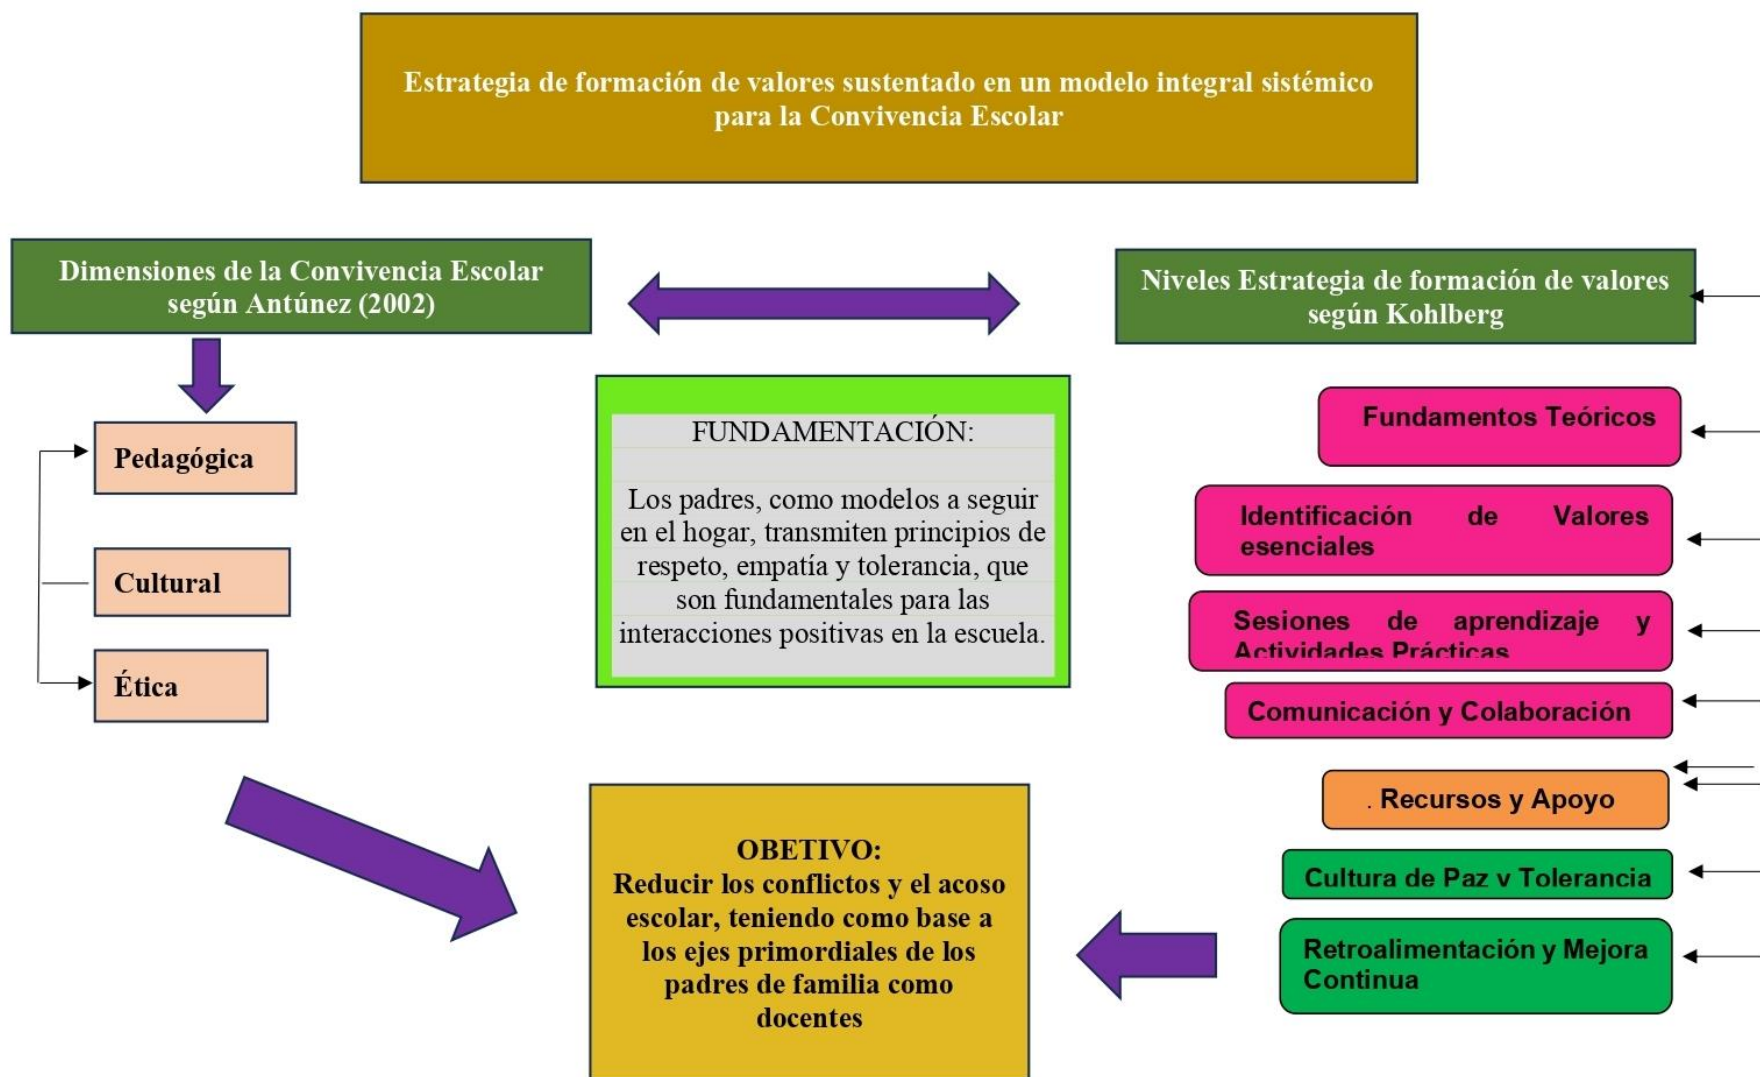 Estrategia de formación de valores sustentado en un modelo integral sistémico
para la Convivencia Escolar
Dimensiones de la Convivencia Escolar
según Antúnez (2002)
Niveles Estrategia de formación de valores
según Kohlberg
Pedagógica
Cultural
Ética
FUNDAMENTACIÓN:
Los padres, como modelos a seguir
en el hogar, transmiten principios de
respeto, empatía y tolerancia, que
son fundamentales para las
interacciones positivas en la escuela.
Fundamentos Teóricos
Identificación de Valores
esenciales
Sesiones de aprendizaje y
Actividades Prácticas
Comunicación y Colaboración
. Recursos y Apoyo
Cultura de Paz y Tolerancia
Retroalimentación y Mejora
Continua
OBETIVO:
Reducir los conflictos y el acoso
escolar, teniendo como base a
los ejes primordiales de los
padres de familia como
docentes